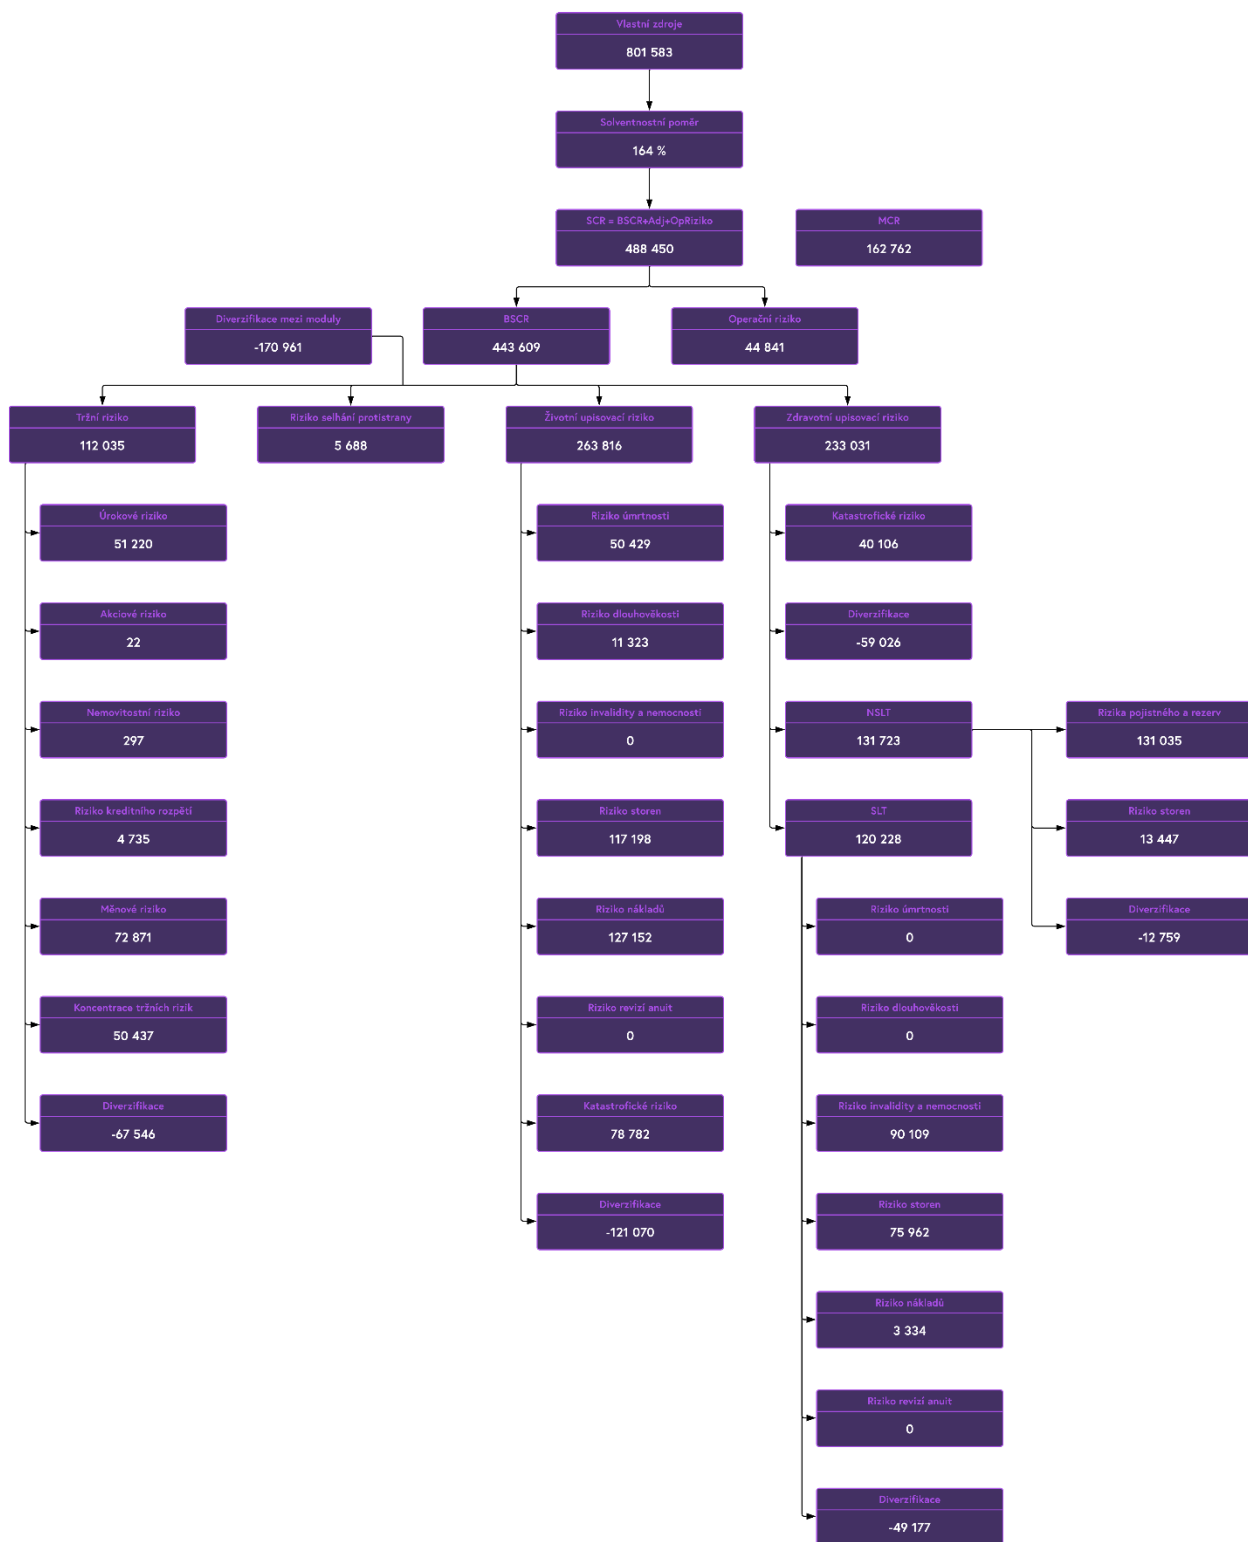 Vlastní zdroje
801 583
Solventnostní poměr
164 %
SCR = BSCR+Adj+OpRiziko
488 450
MCR
162 762
Diverzifikace mezi moduly
-170 961
BSCR
443 609
Operační riziko
44 841
Tržní riziko
112 035
Riziko selhání protistrany
5 688
Životní upisovací riziko
263 816
Zdravotní upisovací riziko
233 031
Úrokové riziko
51 220
Akciové riziko
22
Nemovitostní riziko
297
Riziko kreditního rozpětí
4 735
Měnové riziko
72 871
Koncentrace tržních rizik
50 437
Diverzifikace
-67 546
Riziko úmrtnosti
50 429
Riziko dlouhověkosti
11 323
Riziko invalidity a nemocnosti
0
Riziko storen
117 198
Riziko nákladů
127 152
Riziko revizí anuit
0
Katastrofické riziko
78 782
Diverzifikace
-121 070
Katastrofické riziko
40 106
Diverzifikace
-59 026
NSLT
131 723
SLT
120 228
Riziko úmrtnosti
0
Riziko dlouhověkosti
0
Riziko invalidity a nemocnosti
90 109
Riziko storen
75 962
Riziko nákladů
3 334
Riziko revizí anuit
0
Diverzifikace
-49 177
Rizika pojistného a rezerv
131 035
Riziko storen
13 447
Diverzifikace
-12 759